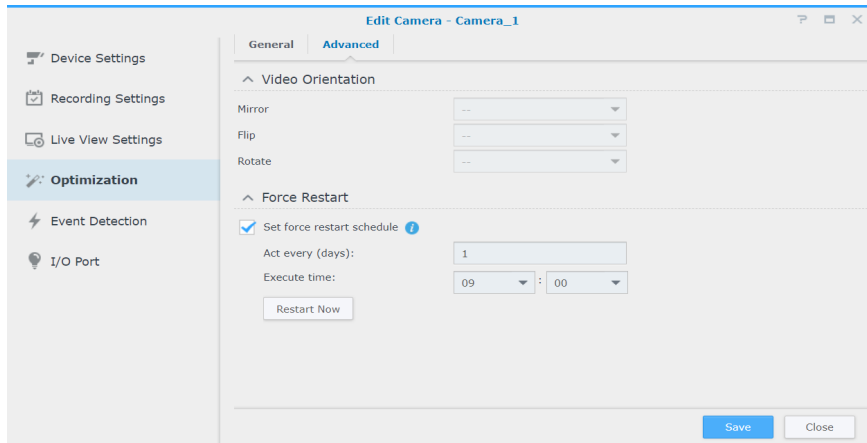 Edit Camera - Camera_1
Device Settings
Recording Settings
Live View Settings
Optimization
Event Detection
I/O Port
General Advanced
Video Orientation
Mirror --
Flip --
Rotate --
Force Restart
Set force restart schedule i
Act every (days): 1
Execute time: 09 : 00
Restart Now
Save Close